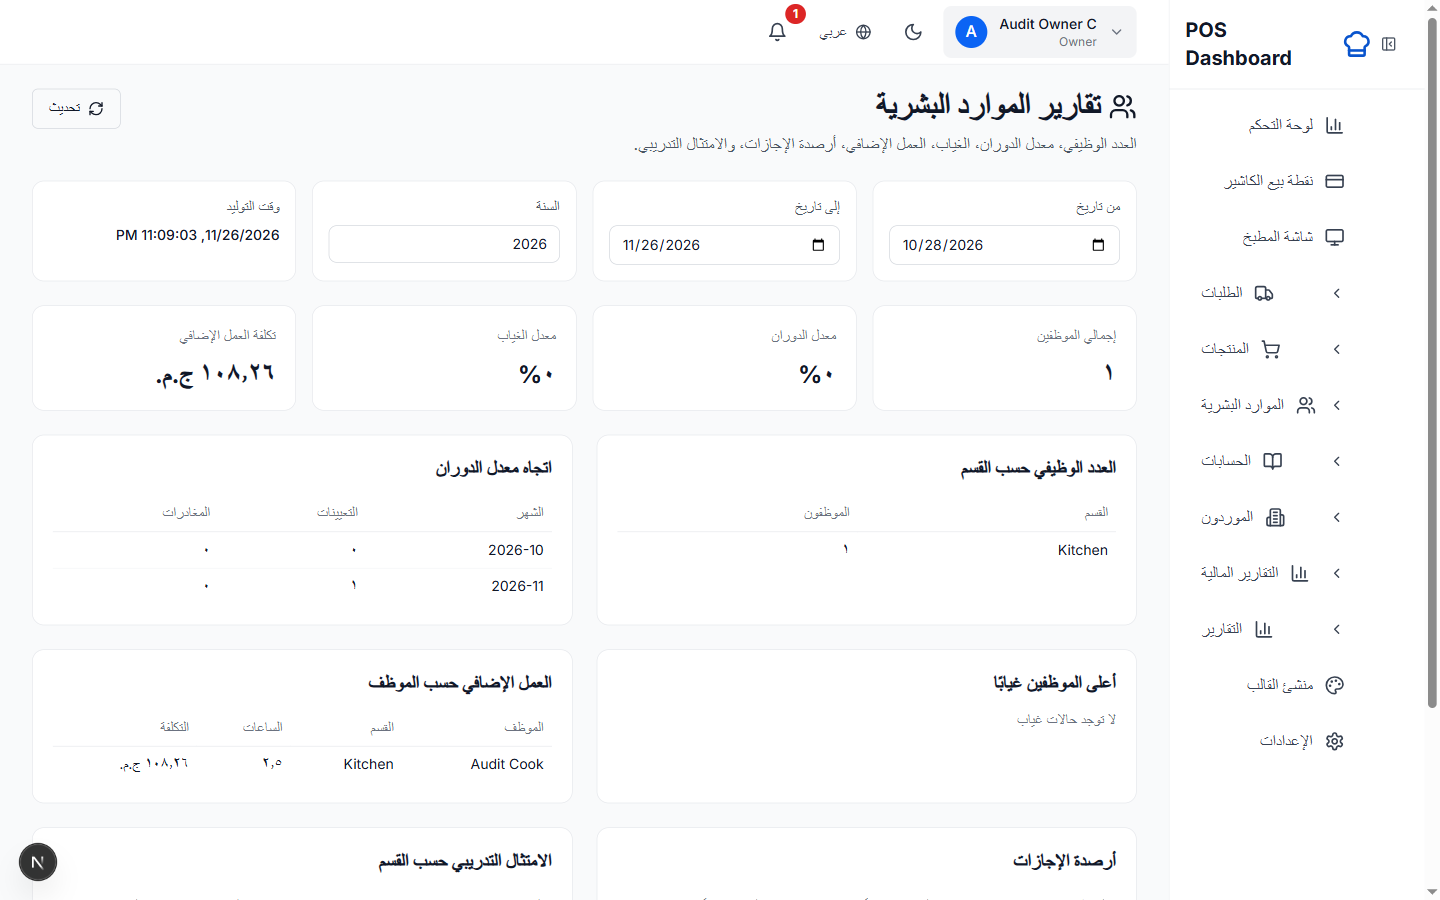 POS Dashboard
لوحة التحكم
نقطة بيع الكاشير
شاشة المطبخ
الطلبات
المنتجات
الموارد البشرية
الحسابات
الموردون
التقارير المالية
التقارير
منشئ القالب
الإعدادات
A Audit Owner C
Owner
عربي
1
تقارير الموارد البشرية
تحديث
العدد الوظيفي، معدل الدوران، الغياب، العمل الإضافي، أرصدة الإجازات، والامتثال التدريبي.
من تاريخ
10/28/2026
إلى تاريخ
11/26/2026
السنة
2026
وقت التوليد
11/26/2026, 11:09:03 PM
إجمالي الموظفين
١
معدل الدوران
٠%
معدل الغياب
٠%
تكلفة العمل الإضافي
١٠٨٫٢٦ ج.م.
العدد الوظيفي حسب القسم
القسم الموظفون
Kitchen ١
اتجاه معدل الدوران
الشهر التعيينات المغادرات
2026-10 ٠ ٠
2026-11 ١ ٠
أعلى الموظفين غيابًا
لا توجد حالات غياب
العمل الإضافي حسب الموظف
الموظف القسم الساعات التكلفة
Audit Cook Kitchen ٢٫٥ ١٠٨٫٢٦ ج.م.
أرصدة الإجازات
الامتثال التدريبي حسب القسم
N